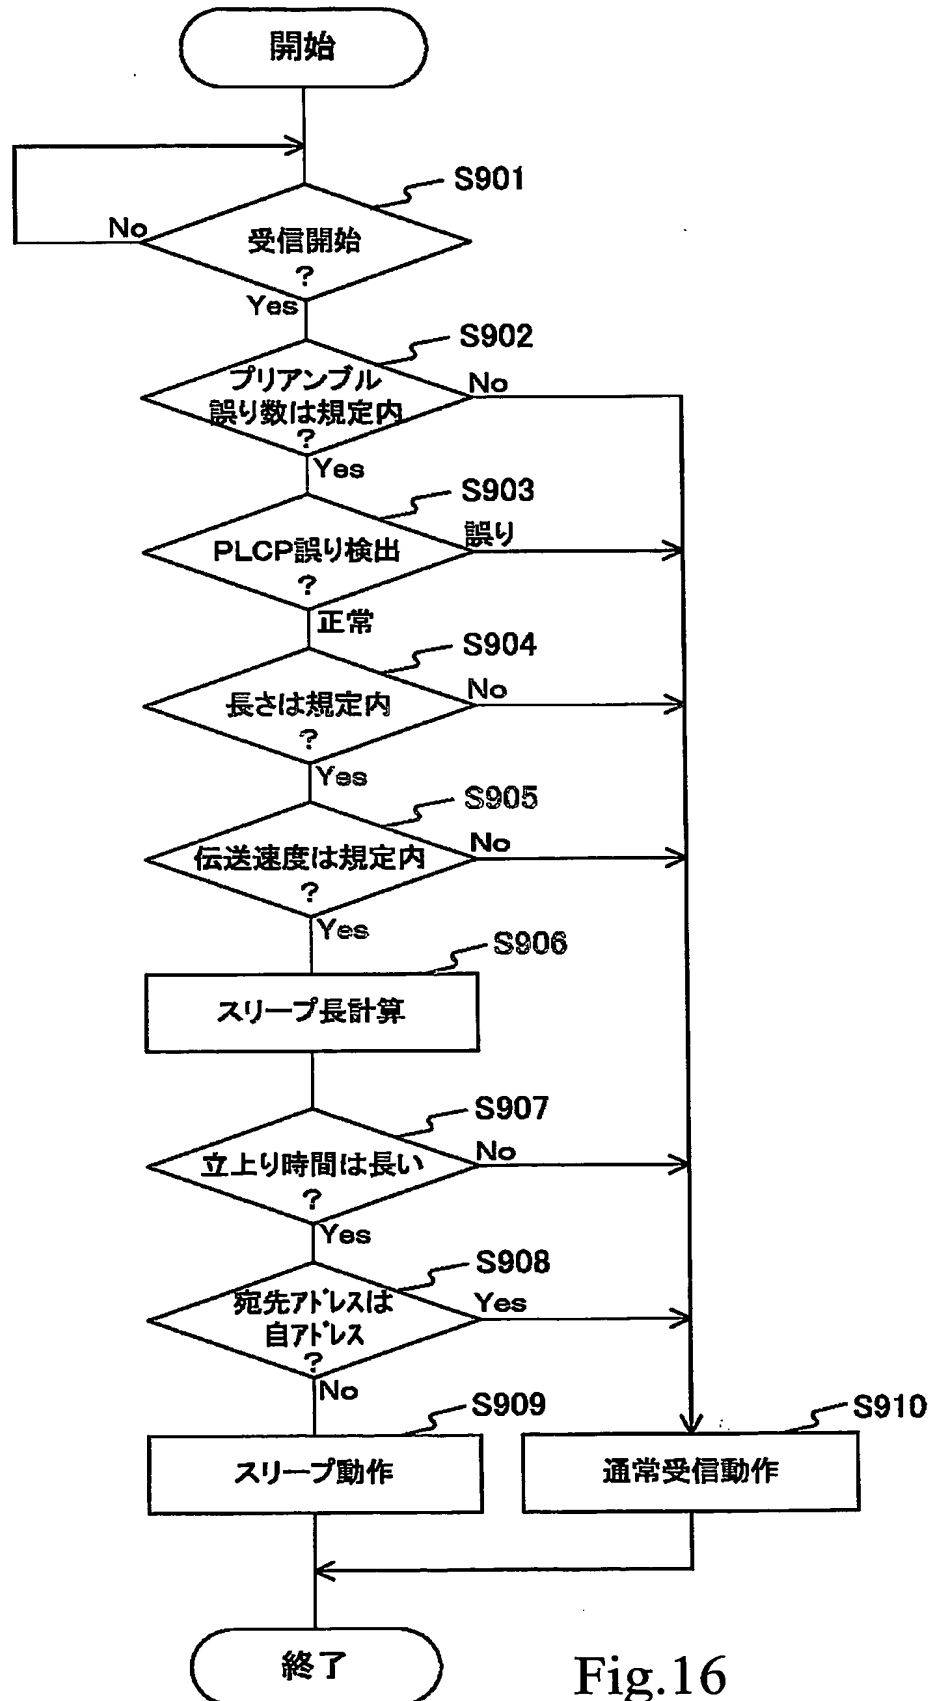 開始
S901
No
受信開始
?
Yes
S902
プリアンブル
誤り数は規定内
?
No
Yes
S903
PLCP誤り検出
?
誤り
正常
S904
長さは規定内
?
No
Yes
S905
伝送速度は規定内
?
No
Yes
S906
スリープ長計算
S907
立上り時間は長い
?
No
Yes
S908
宛先アドレスは
自アドレス
?
Yes
No
S909
スリープ動作
S910
通常受信動作
終了
Fig.16